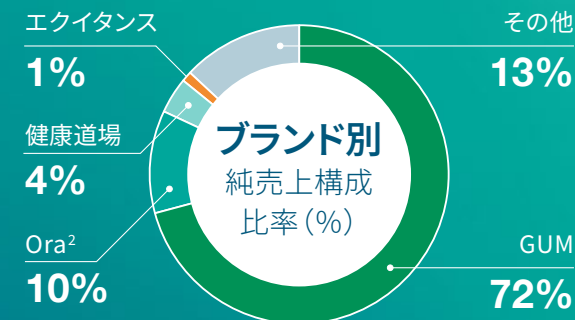 エクイタンス
1%
健康道場
4%
Ora²
10%
ブランド別
純売上構成
比率(%)
その他
13%
GUM
72%